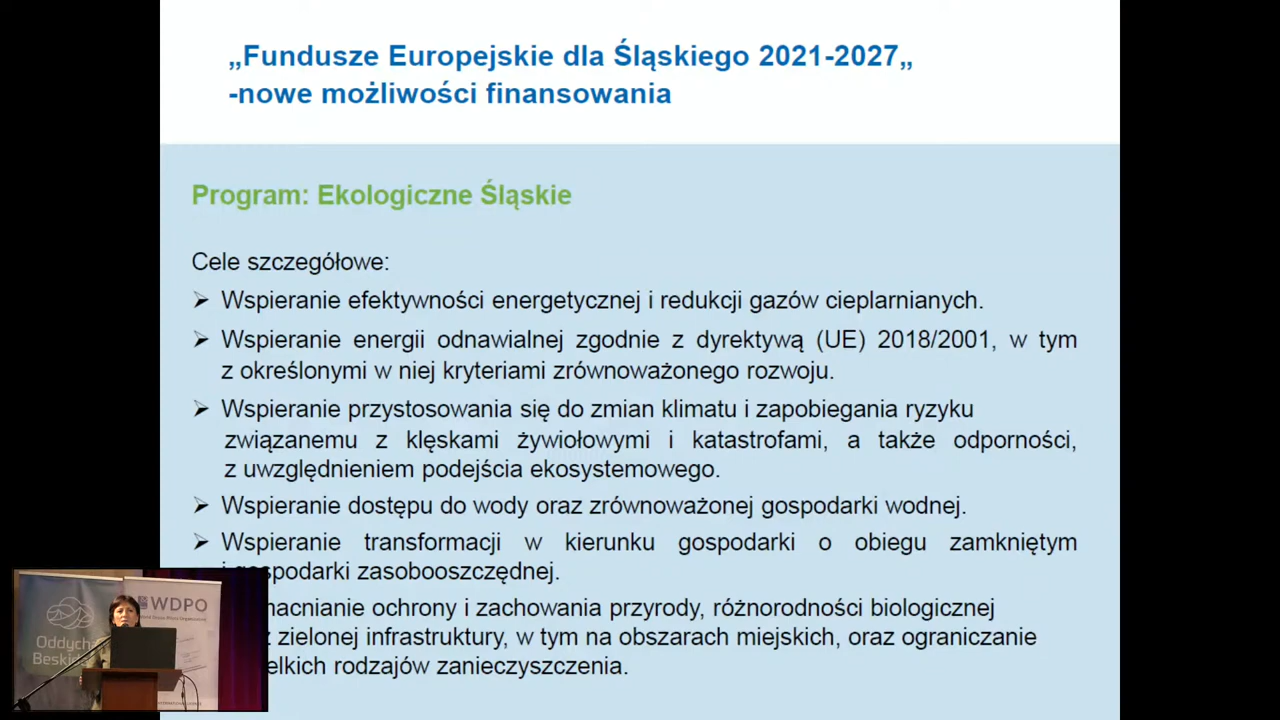 „Fundusze Europejskie dla Śląskiego 2021-2027„
-nowe możliwości finansowania
Program: Ekologiczne Śląskie
Cele szczegółowe:
➢ Wspieranie efektywności energetycznej i redukcji gazów cieplarnianych.
➢ Wspieranie energii odnawialnej zgodnie z dyrektywą (UE) 2018/2001, w tym
z określonymi w niej kryteriami zrównoważonego rozwoju.
➢ Wspieranie przystosowania się do zmian klimatu i zapobiegania ryzyku
związanemu z klęskami żywiołowymi i katastrofami, a także odporności,
z uwzględnieniem podejścia ekosystemowego.
➢ Wspieranie dostępu do wody oraz zrównoważonej gospodarki wodnej.
➢ Wspieranie transformacji w kierunku gospodarki o obiegu zamkniętym
i gospodarki zasobooszczędnej.
macnianie ochrony i zachowania przyrody, różnorodności biologicznej
z zielonej infrastruktury, w tym na obszarach miejskich, oraz ograniczanie
elkich rodzajów zanieczyszczenia.
WDPO
Oddycha
Beskid